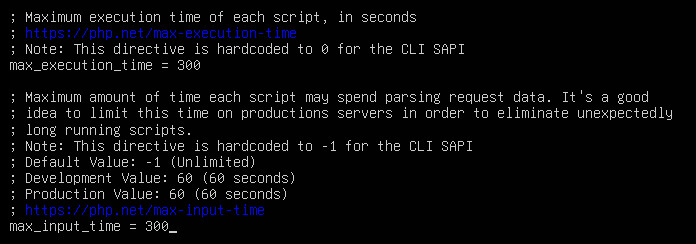 ; Maximum execution time of each script, in seconds
; https://php.net/max-execution-time
; Note: This directive is hardcoded to 0 for the CLI SAPI
max_execution_time = 300
; Maximum amount of time each script may spend parsing request data. It's a good
; idea to limit this time on productions servers in order to eliminate unexpectedly
; long running scripts.
; Note: This directive is hardcoded to -1 for the CLI SAPI
; Default Value: -1 (Unlimited)
; Development Value: 60 (60 seconds)
; Production Value: 60 (60 seconds)
; https://php.net/max-input-time
max_input_time = 300_